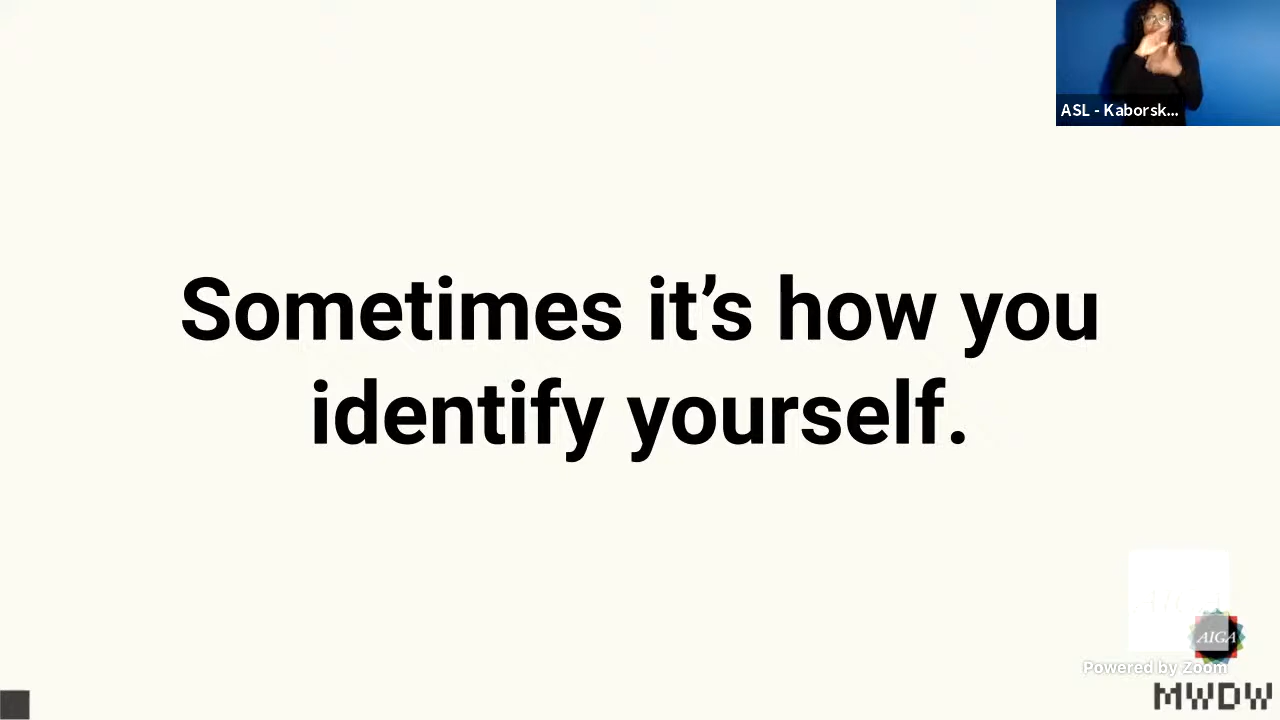 ASL - Kaborsk...
Sometimes it’s how you
identify yourself.
AIGA
Powered by Zoom
MWDW